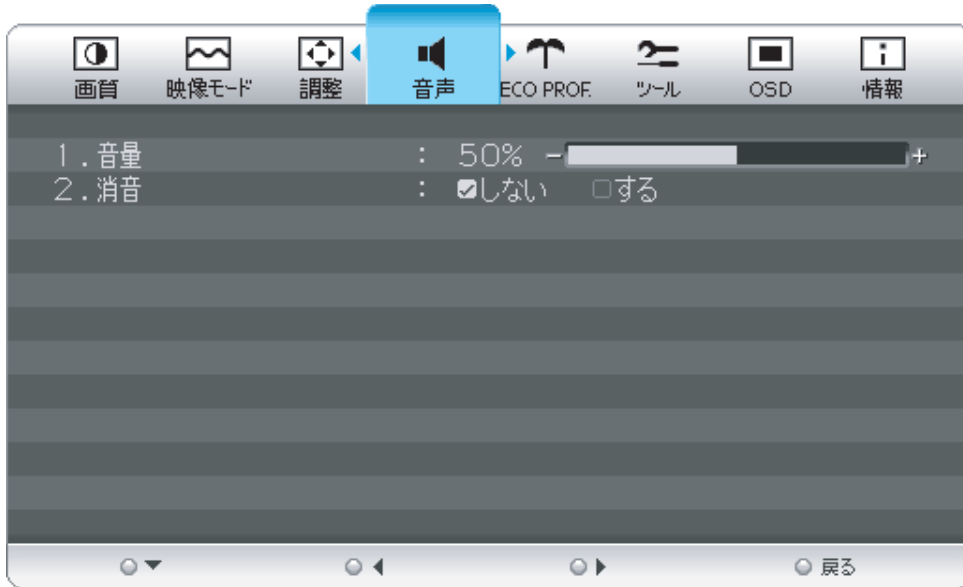 画質 映像モード 調整 音声 ECO PROF. ツール OSD 情報
1.音量 : 50% - +
2.消音 : しない する
戻る